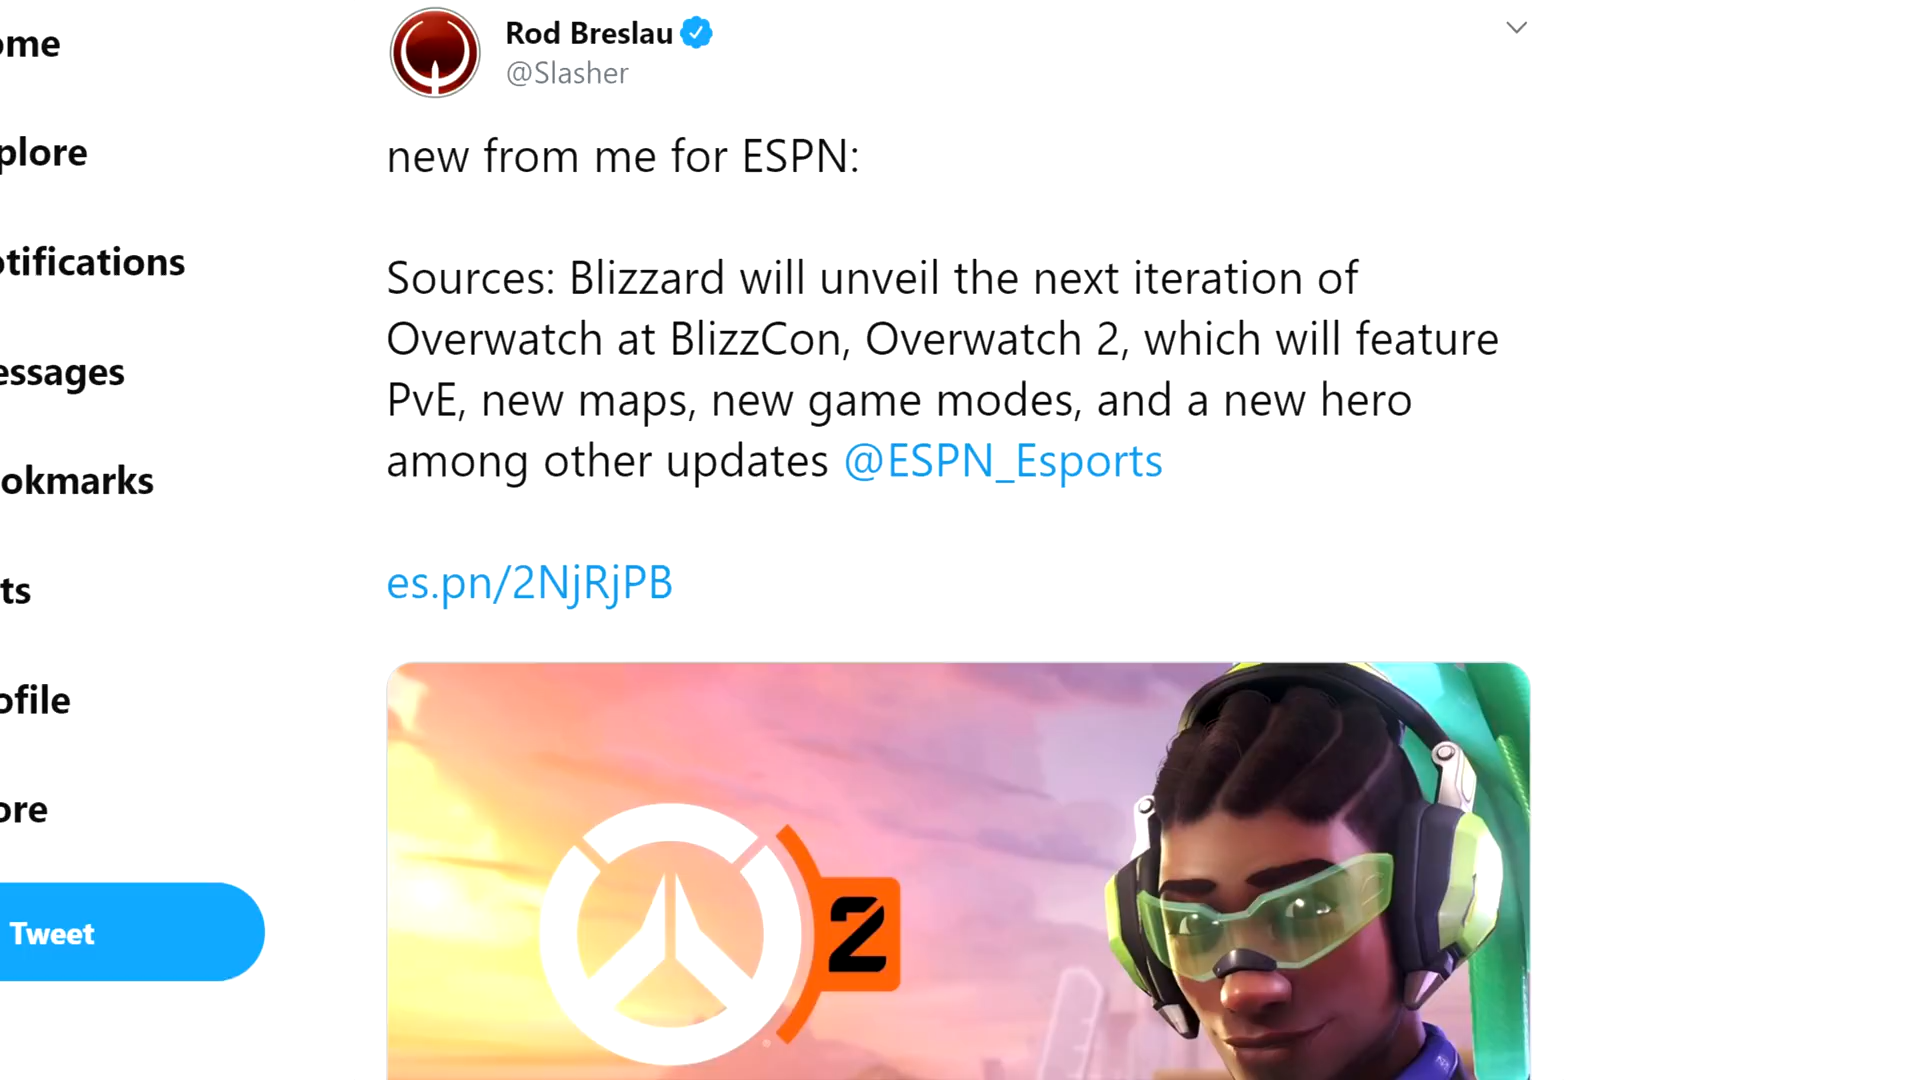 ome
plore
otifications
essages
okmarks
ts
ofile
ore
Tweet
Rod Breslau
@Slasher
new from me for ESPN:
Sources: Blizzard will unveil the next iteration of
Overwatch at BlizzCon, Overwatch 2, which will feature
PvE, new maps, new game modes, and a new hero
among other updates @ESPN_Esports
es.pn/2NjRjPB
2